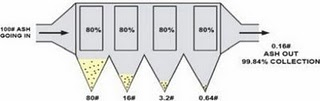 100# ASH
GOING IN
80% 80% 80% 80%
0.16#
ASH OUT
99.84% COLLECTION
80# 16# 3.2# 0.64#